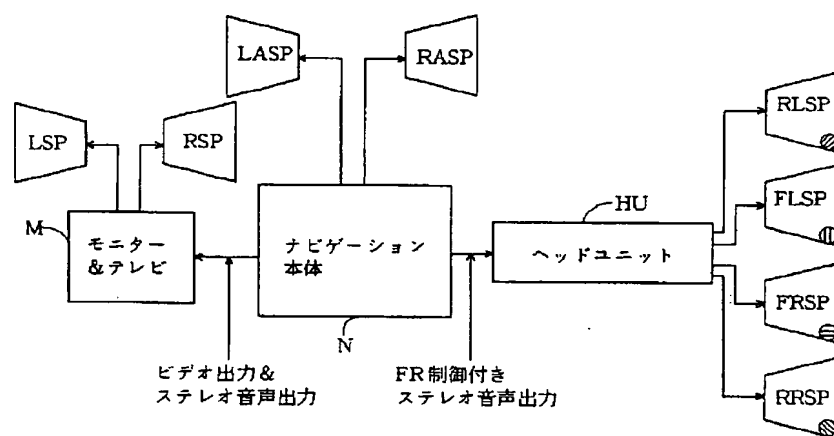 LASP
RASP
LSP
RSP
RLSP
FLSP
FRSP
RRSP
M
モニター
&テレビ
ナビゲーション
本体
N
HU
ヘッドユニット
ビデオ出力&
ステレオ音声出力
FR制御付き
ステレオ音声出力